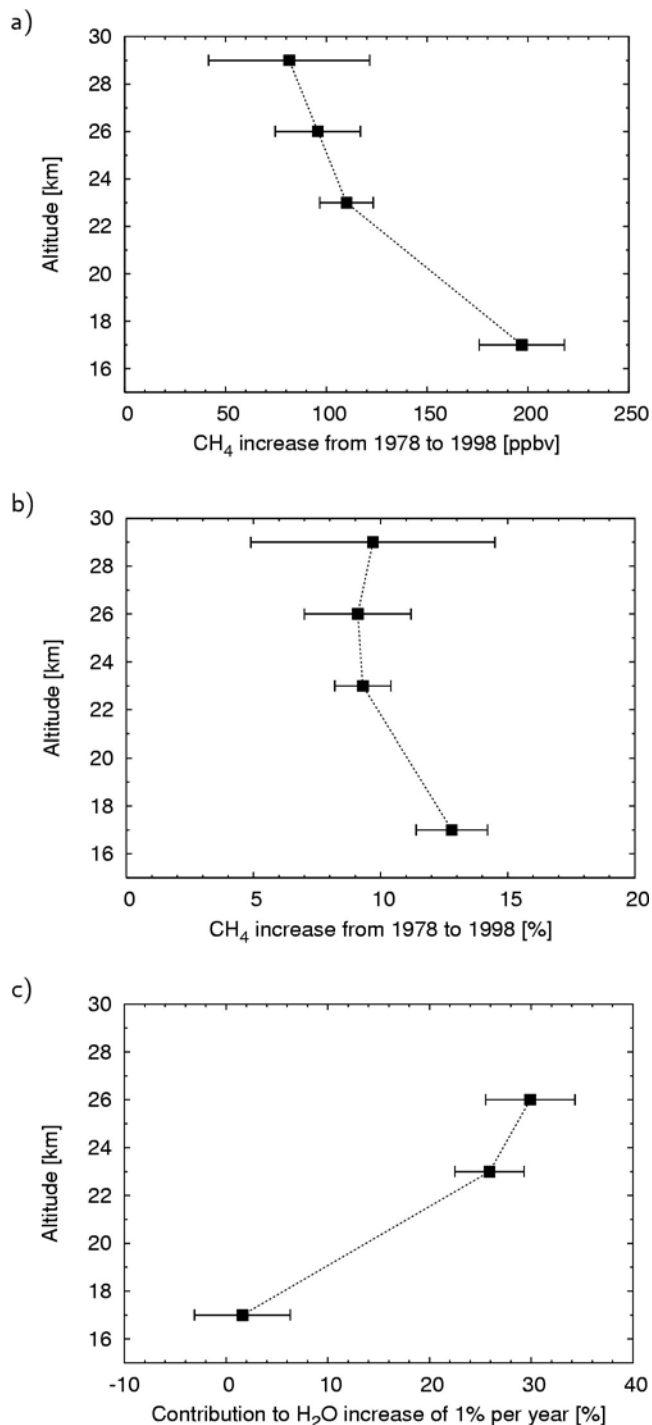 a)
30
28
26
24
22
20
18
16
Altitude [km]
0 50 100 150 200 250
CH₄ increase from 1978 to 1998 [ppbv]
b)
30
28
26
24
22
20
18
16
Altitude [km]
0 5 10 15 20
CH₄ increase from 1978 to 1998 [%]
c)
30
28
26
24
22
20
18
16
Altitude [km]
-10 0 10 20 30 40
Contribution to H₂O increase of 1% per year [%]